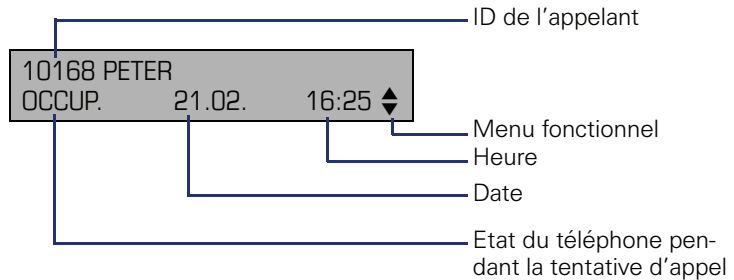 ID de l'appelant
10168 PETER
OCCUP. 21.02. 16:25
Menu fonctionnel
Heure
Date
Etat du téléphone pen-
dant la tentative d'appel